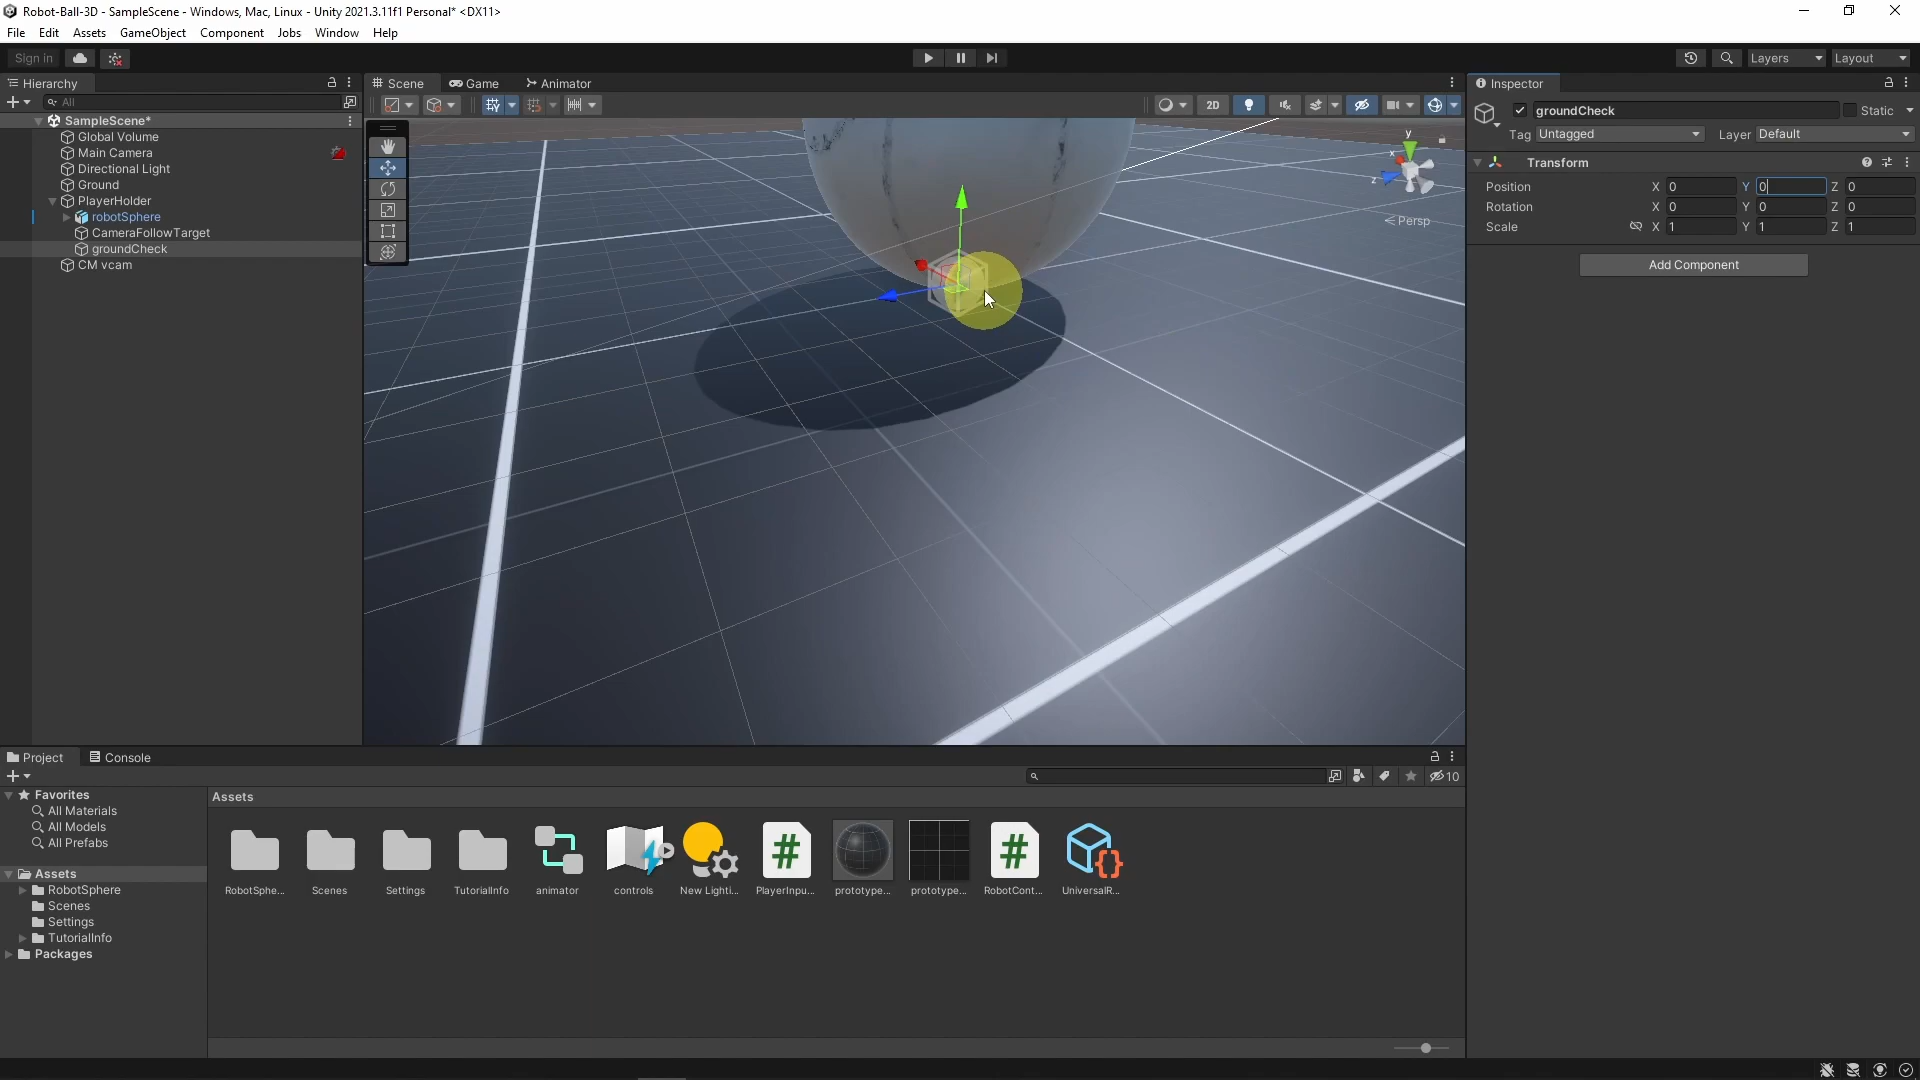 Robot-Ball-3D - SampleScene - Windows, Mac, Linux - Unity 2021.3.11f1 Personal* <DX11>
File Edit Assets GameObject Component Jobs Window Help
Sign in
Layers
Layout
Hierarchy
All
SampleScene*
Global Volume
Main Camera
Directional Light
Ground
PlayerHolder
robotSphere
CameraFollowTarget
groundCheck
CM vcam
Scene Game Animator
2D
y
x
z
Persp
Inspector
groundCheck Static
Tag Untagged Layer Default
Transform
Position X 0 Y 0 Z 0
Rotation X 0 Y 0 Z 0
Scale X 1 Y 1 Z 1
Add Component
Project Console
10
Favorites
All Materials
All Models
All Prefabs
Assets
RobotSphere
Scenes
Settings
TutorialInfo
Packages
Assets
RobotSphe...
Scenes
Settings
TutorialInfo
animator
controls
New Lighti...
PlayerInpu...
prototype...
prototype...
RobotCont...
UniversalR...